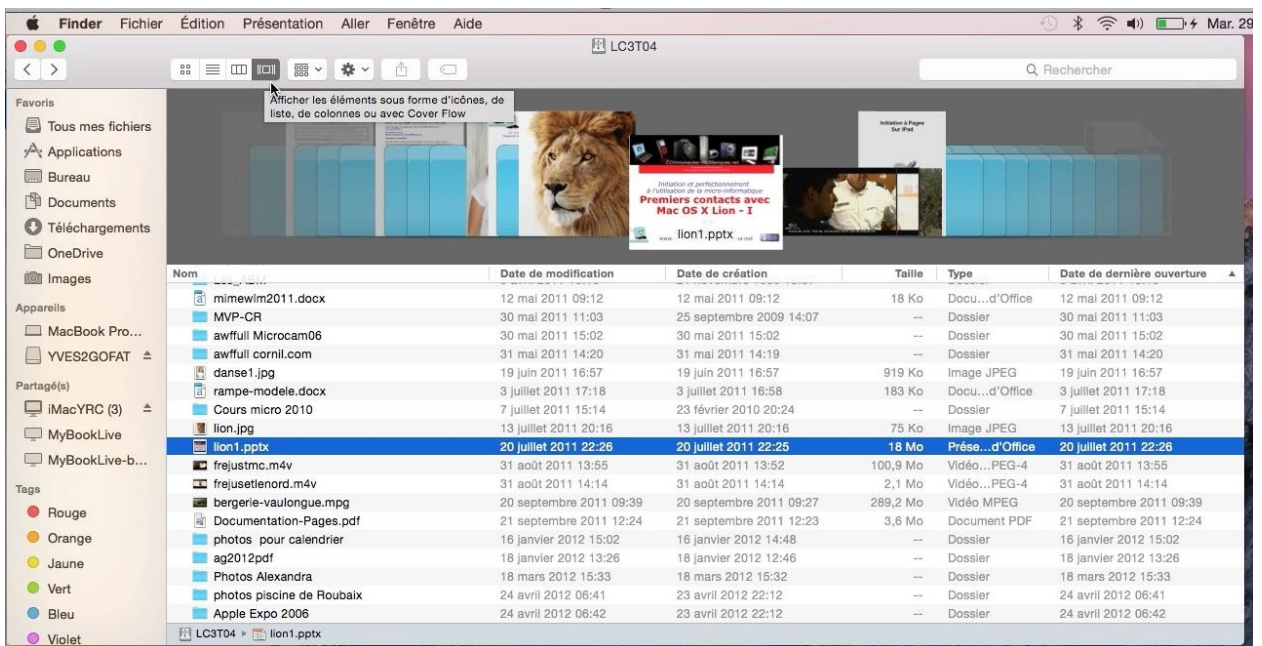 Finder Fichier Édition Présentation Aller Fenêtre Aide Mar. 29
LC3T04
Rechercher
Afficher les éléments sous forme d'icônes, de
liste, de colonnes ou avec Cover Flow
Favoris
Tous mes fichiers
Applications
Bureau
Documents
Téléchargements
OneDrive
Images
Appareils
MacBook Pro...
YVES2GOFAT
Partagé(s)
iMacYRC (3)
MyBookLive
MyBookLive-b...
Tags
Rouge
Orange
Jaune
Vert
Bleu
Violet
Initiation et perfectionnement
à l'utilisation de la micro-informatique
Premiers contacts avec
Mac OS X Lion - I
www. lion1.pptx
Initiation à Pages
Sur iPad
Nom Date de modification Date de création Taille Type Date de dernière ouverture
mimewlm2011.docx 12 mai 2011 09:12 12 mai 2011 09:12 18 Ko Docu...d'Office 12 mai 2011 09:12
MVP-CR 30 mai 2011 11:03 25 septembre 2009 14:07 -- Dossier 30 mai 2011 11:03
awffull Microcam06 30 mai 2011 15:02 30 mai 2011 15:02 -- Dossier 30 mai 2011 15:02
awffull cornil.com 31 mai 2011 14:20 31 mai 2011 14:19 -- Dossier 31 mai 2011 14:20
danse1.jpg 19 juin 2011 16:57 19 juin 2011 16:57 919 Ko Image JPEG 19 juin 2011 16:57
rampe-modele.docx 3 juillet 2011 17:18 3 juillet 2011 16:58 183 Ko Docu...d'Office 3 juillet 2011 17:18
Cours micro 2010 7 juillet 2011 15:14 23 février 2010 20:24 -- Dossier 7 juillet 2011 15:14
lion.jpg 13 juillet 2011 20:16 13 juillet 2011 20:16 75 Ko Image JPEG 13 juillet 2011 20:16
lion1.pptx 20 juillet 2011 22:26 20 juillet 2011 22:25 18 Mo Prése...d'Office 20 juillet 2011 22:26
frejustmc.m4v 31 août 2011 13:55 31 août 2011 13:52 100,9 Mo Vidéo...PEG-4 31 août 2011 13:55
frejusetlenord.m4v 31 août 2011 14:14 31 août 2011 14:14 2,1 Mo Vidéo...PEG-4 31 août 2011 14:14
bergerie-vaulongue.mpg 20 septembre 2011 09:39 20 septembre 2011 09:27 289,2 Mo Vidéo MPEG 20 septembre 2011 09:39
Documentation-Pages.pdf 21 septembre 2011 12:24 21 septembre 2011 12:23 3,6 Mo Document PDF 21 septembre 2011 12:24
photos pour calendrier 16 janvier 2012 15:02 16 janvier 2012 14:48 -- Dossier 16 janvier 2012 15:02
ag2012pdf 18 janvier 2012 13:26 18 janvier 2012 12:46 -- Dossier 18 janvier 2012 13:26
Photos Alexandra 18 mars 2012 15:33 18 mars 2012 15:32 -- Dossier 18 mars 2012 15:33
photos piscine de Roubaix 24 avril 2012 06:41 23 avril 2012 22:12 -- Dossier 24 avril 2012 06:41
Apple Expo 2006 24 avril 2012 06:42 23 avril 2012 22:12 -- Dossier 24 avril 2012 06:42
LC3T04 lion1.pptx